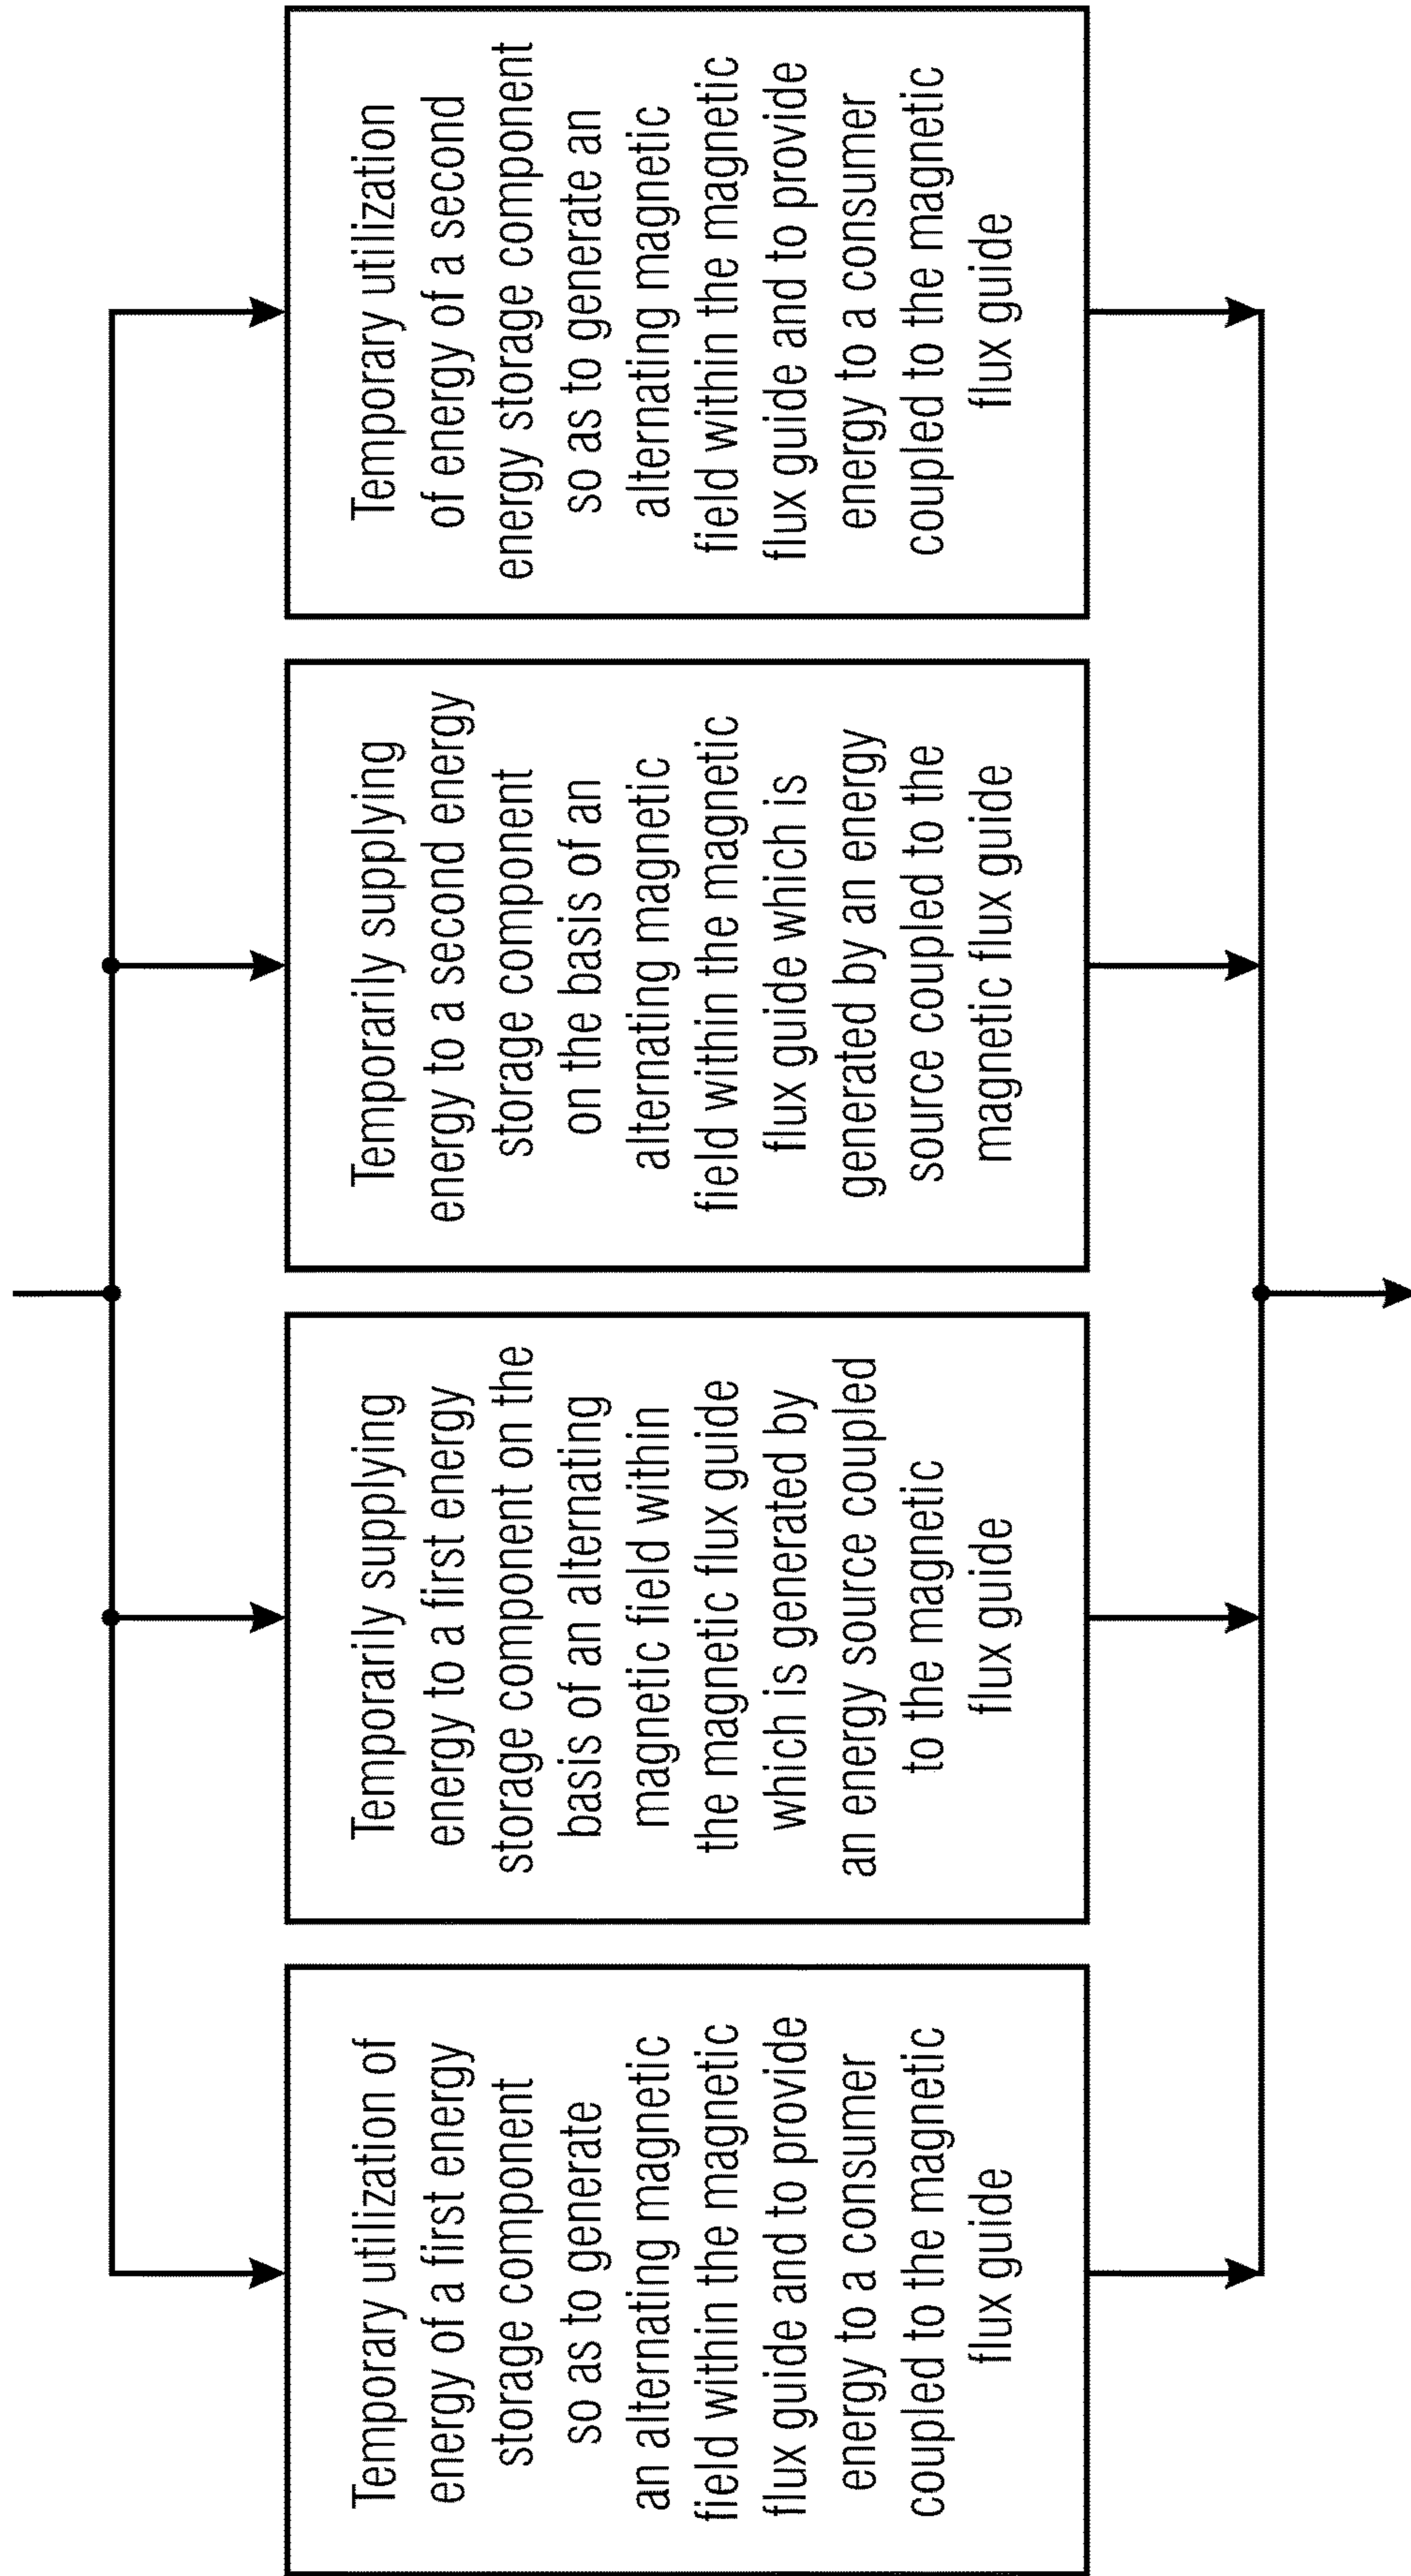 Temporary utilization of
energy of a first energy
storage component
so as to generate
an alternating magnetic
field within the magnetic
flux guide and to provide
energy to a consumer
coupled to the magnetic
flux guide
Temporarily supplying
energy to a first energy
storage component on the
basis of an alternating
magnetic field within
the magnetic flux guide
which is generated by
an energy source coupled
to the magnetic
flux guide
Temporarily supplying
energy to a second energy
storage component
on the basis of an
alternating magnetic
field within the magnetic
flux guide which is
generated by an energy
source coupled to the
magnetic flux guide
Temporary utilization
of energy of a second
energy storage component
so as to generate an
alternating magnetic
field within the magnetic
flux guide and to provide
energy to a consumer
coupled to the magnetic
flux guide